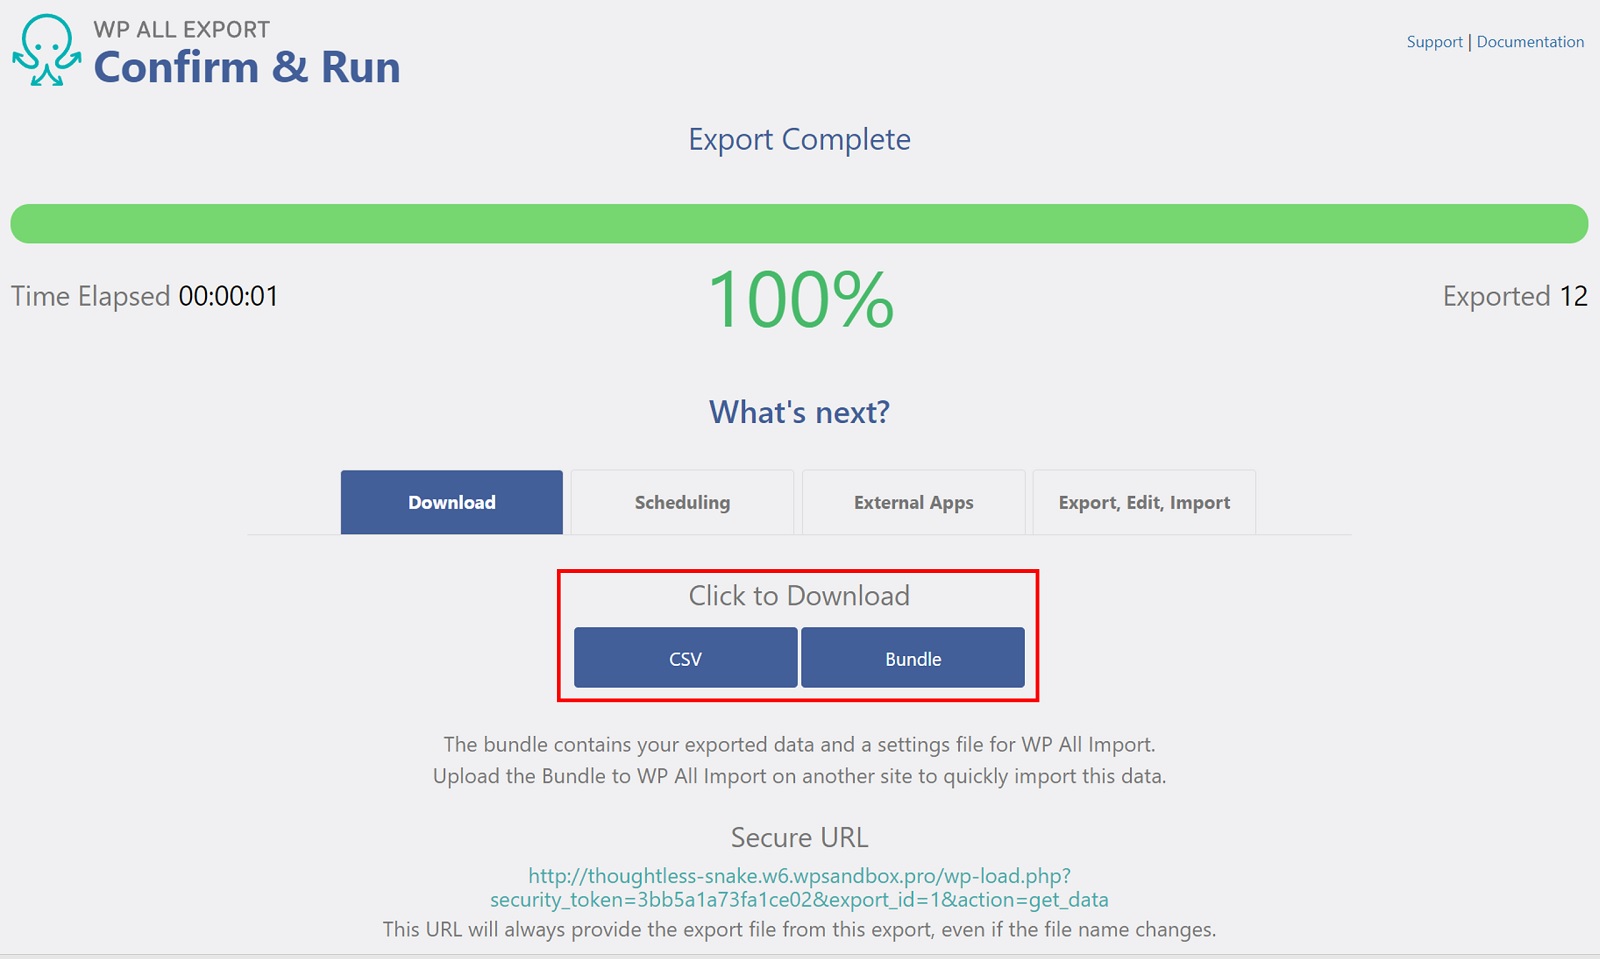 WP ALL EXPORT
Confirm & Run
Support | Documentation
Export Complete
Time Elapsed 00:00:01
100%
Exported 12
What's next?
Download
Scheduling
External Apps
Export, Edit, Import
Click to Download
CSV
Bundle
The bundle contains your exported data and a settings file for WP All Import.
Upload the Bundle to WP All Import on another site to quickly import this data.
Secure URL
http://thoughtless-snake.w6.wpsandbox.pro/wp-load.php?
security_token=3bb5a1a73fa1ce02&export_id=1&action=get_data
This URL will always provide the export file from this export, even if the file name changes.